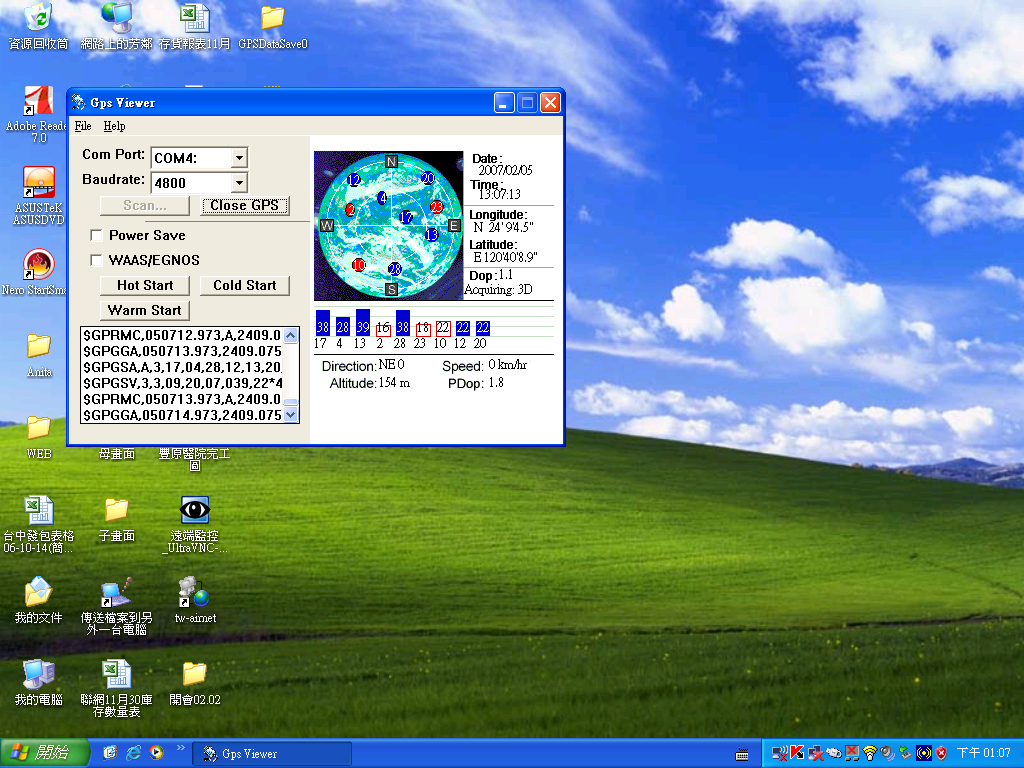 資源回收筒
網路上的芳鄰
存貨報表11月
GPSDataSave0
Adobe Reade
7.0
ASUSTeK
ASUSDVD
Nero StartSma
Anita
WEB
母畫面
豐原醫院完工
圖
台中發包表格
06-10-14(簡...
子畫面
遠端監控
_UltraVNC-...
我的文件
傳送檔案到另
外一台電腦
tw-aimet
我的電腦
聯網11月30庫
存數量表
開會02.02
Gps Viewer
File Help
Com Port: COM4:
Baudrate: 4800
Scan... Close GPS
Power Save
WAAS/EGNOS
Hot Start Cold Start
Warm Start
$GPRMC,050712.973,A,2409.0
$GPGGA,050713.973,2409.075
$GPGSA,A,3,17,04,28,12,13,20,
$GPGSV,3,3,09,20,07,039,22*4
$GPRMC,050713.973,A,2409.0
$GPGGA,050714.973,2409.075
N
12 20
4
2 23
17
W E
13
10 28
S
Date:
2007/02/05
Time:
13:07:13
Longitude:
N 24°9'4.5"
Latitude:
E 120°40'8.9"
Dop: 1.1
Acquiring: 3D
38 28 39 16 38 18 22 22 22
17 4 13 2 28 23 10 12 20
Direction: NE 0 Speed: 0 km/hr
Altitude: 154 m PDop: 1.8
開始
Gps Viewer
下午 01:07